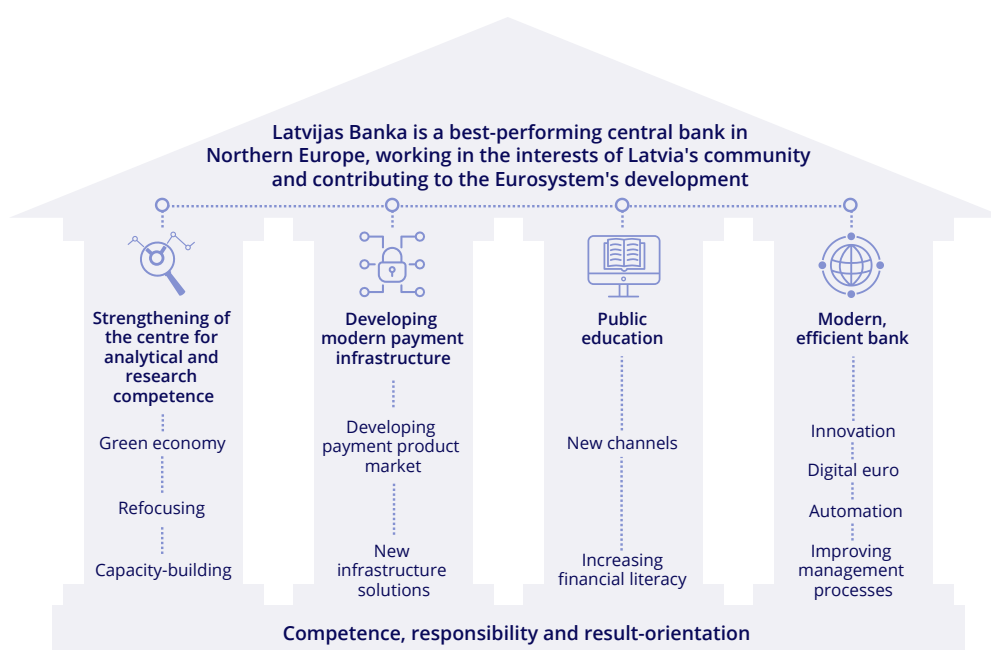 Latvijas Banka is a best-performing central bank in
Northern Europe, working in the interests of Latvia's community
and contributing to the Eurosystem's development
Strengthening of
the centre for
analytical and
research
competence
Green economy
Refocusing
Capacity-building
Developing
modern payment
infrastructure
Developing
payment product
market
New
infrastructure
solutions
Public
education
New channels
Increasing
financial literacy
Modern,
efficient bank
Innovation
Digital euro
Automation
Improving
management
processes
Competence, responsibility and result-orientation